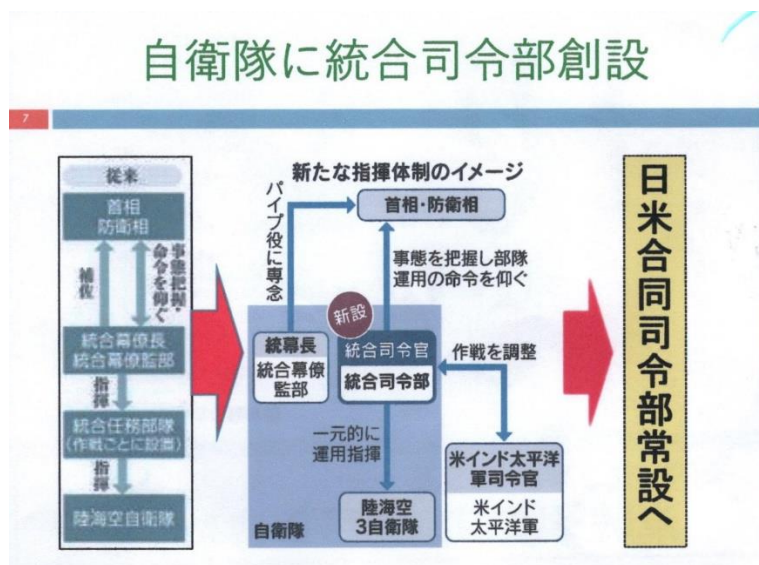 自衛隊に統合司令部創設
7
従来
首相
防衛相
補佐
事態把握・
命令を仰ぐ
統合幕僚長
統合幕僚監部
指揮
統合任務部隊
(作戦ごとに設置)
指揮
陸海空自衛隊
新たな指揮体制のイメージ
首相・防衛相
パイプ役に専念
事態を把握し部隊
運用の命令を仰ぐ
新設
統幕長
統合幕僚
監部
統合司令官
統合司令部
作戦を調整
一元的に
運用指揮
陸海空
3自衛隊
自衛隊
米インド太平洋
軍司令官
米インド
太平洋軍
日米合同司令部常設へ